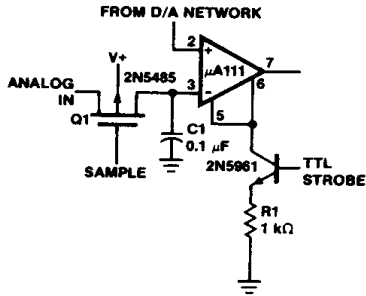 FROM D/A NETWORK
V+
2
+
7
2N5485
μA111
ANALOG
IN
3
−
6
Q1
5
C1
0.1 μF
SAMPLE
2N5961
TTL
STROBE
R1
1 kΩ